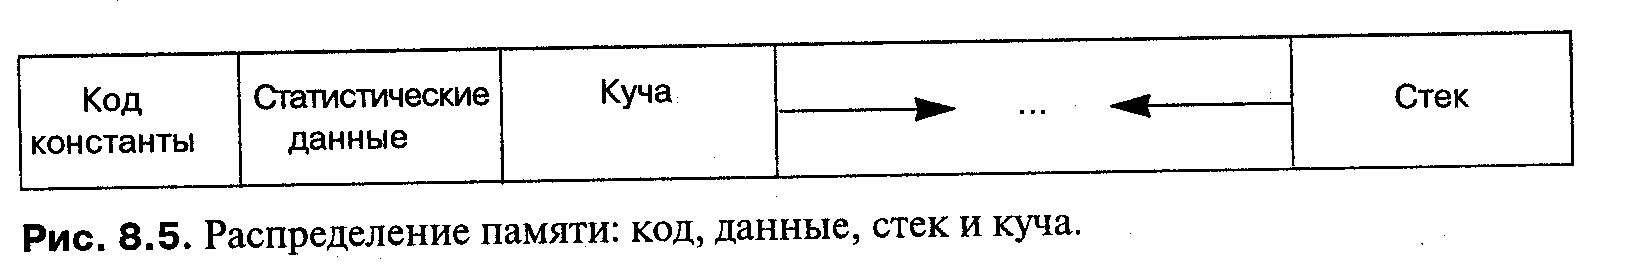 Код
константы
Статистические
данные
Куча
...
Стек
Рис. 8.5. Распределение памяти: код, данные, стек и куча.